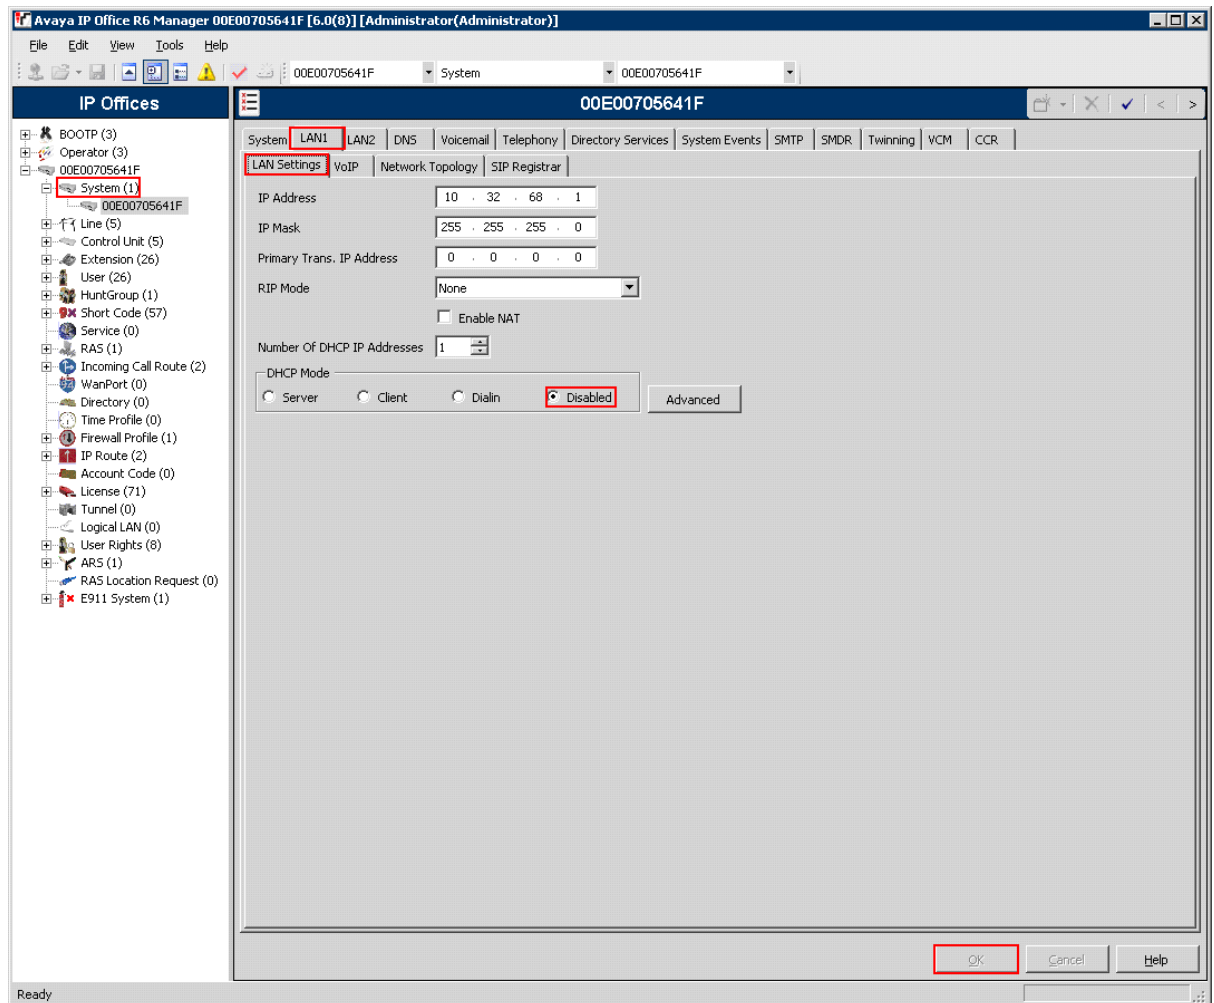 Avaya IP Office R6 Manager 00E00705641F [6.0(8)] [Administrator(Administrator)]
File Edit View Tools Help
00E00705641F System 00E00705641F
IP Offices
BOOTP (3)
Operator (3)
00E00705641F
System (1)
00E00705641F
Line (5)
Control Unit (5)
Extension (26)
User (26)
HuntGroup (1)
Short Code (57)
Service (0)
RAS (1)
Incoming Call Route (2)
WanPort (0)
Directory (0)
Time Profile (0)
Firewall Profile (1)
IP Route (2)
Account Code (0)
License (71)
Tunnel (0)
Logical LAN (0)
User Rights (8)
ARS (1)
RAS Location Request (0)
E911 System (1)
00E00705641F
System LAN1 LAN2 DNS Voicemail Telephony Directory Services System Events SMTP SMDR Twinning VCM CCR
LAN Settings VoIP Network Topology SIP Registrar
IP Address 10 . 32 . 68 . 1
IP Mask 255 . 255 . 255 . 0
Primary Trans. IP Address 0 . 0 . 0 . 0
RIP Mode None
Enable NAT
Number Of DHCP IP Addresses 1
DHCP Mode
Server Client Dialin Disabled Advanced
OK Cancel Help
Ready